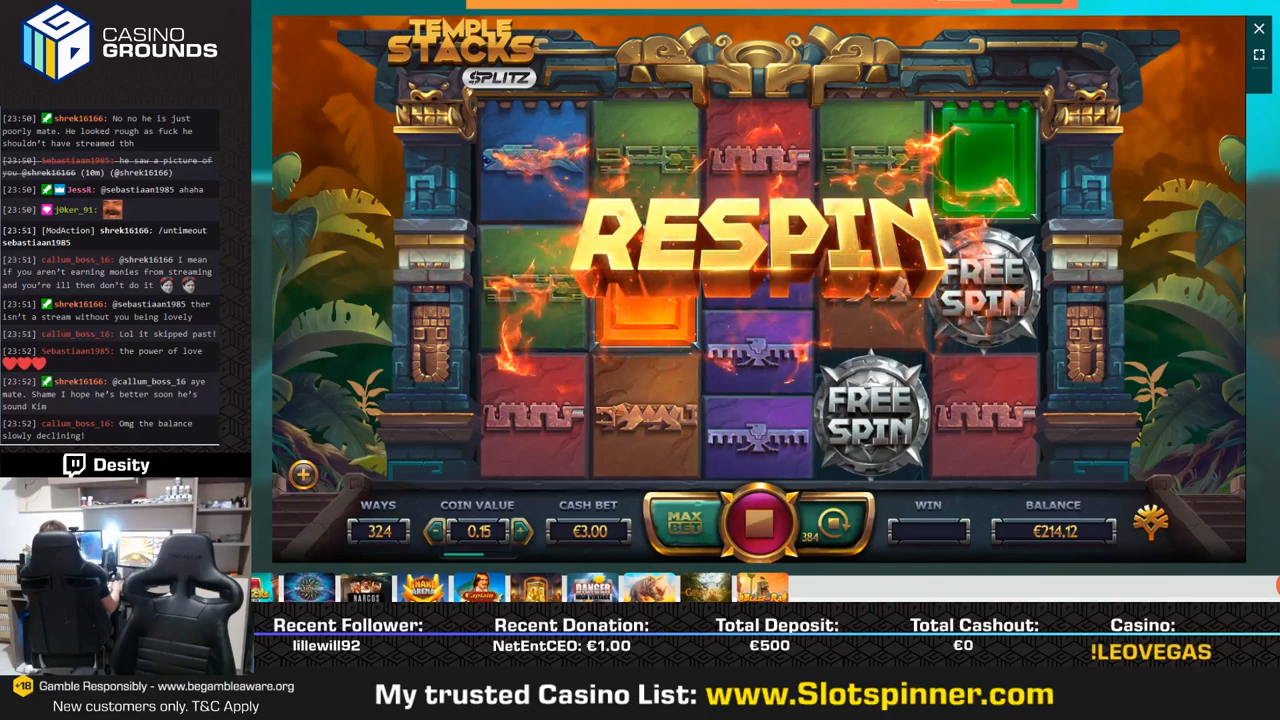 CASINO
GROUNDS
TEMPLE
STACKS
SPLITZ
[23:50] shrek16166: No no he is just
poorly mate. He looked rough as fuck he
shouldn't have streamed tbh
[23:50] Sebastiaan1985: he saw a picture of
you @shrek16166 (10m) (@shrek16166)
[23:50] JessR: @sebastiaan1985 ahaha
[23:50] j0ker_91:
[23:51] [ModAction] shrek16166: /untimeout
sebastiaan1985
[23:51] callum_boss_16: @shrek16166 I mean
if you aren't earning monies from streaming
and you're ill then don't do it
[23:51] shrek16166: @sebastiaan1985 ther
isn't a stream without you being lovely
[23:51] callum_boss_16: Lol it skipped past!
[23:52] Sebastiaan1985: the power of love
[23:52] shrek16166: @callum_boss_16 aye
mate. Shame I hope he's better soon he's
sound Kim
[23:52] callum_boss_16: Omg the balance
slowly declining!
Desity
RESPIN
FREE
SPIN
FREE
SPIN
WAYS
324
COIN VALUE
0.15
CASH BET
€3.00
MAX
BET
384
WIN
BALANCE
€214.12
NARCOS
Recent Follower:
lillewill92
Recent Donation:
NetEntCEO: €1.00
Total Deposit:
€500
Total Cashout:
€0
Casino:
!LEOVEGAS
+18 Gamble Responsibly - www.begambleaware.org
New customers only. T&C Apply
My trusted Casino List: www.Slotspinner.com